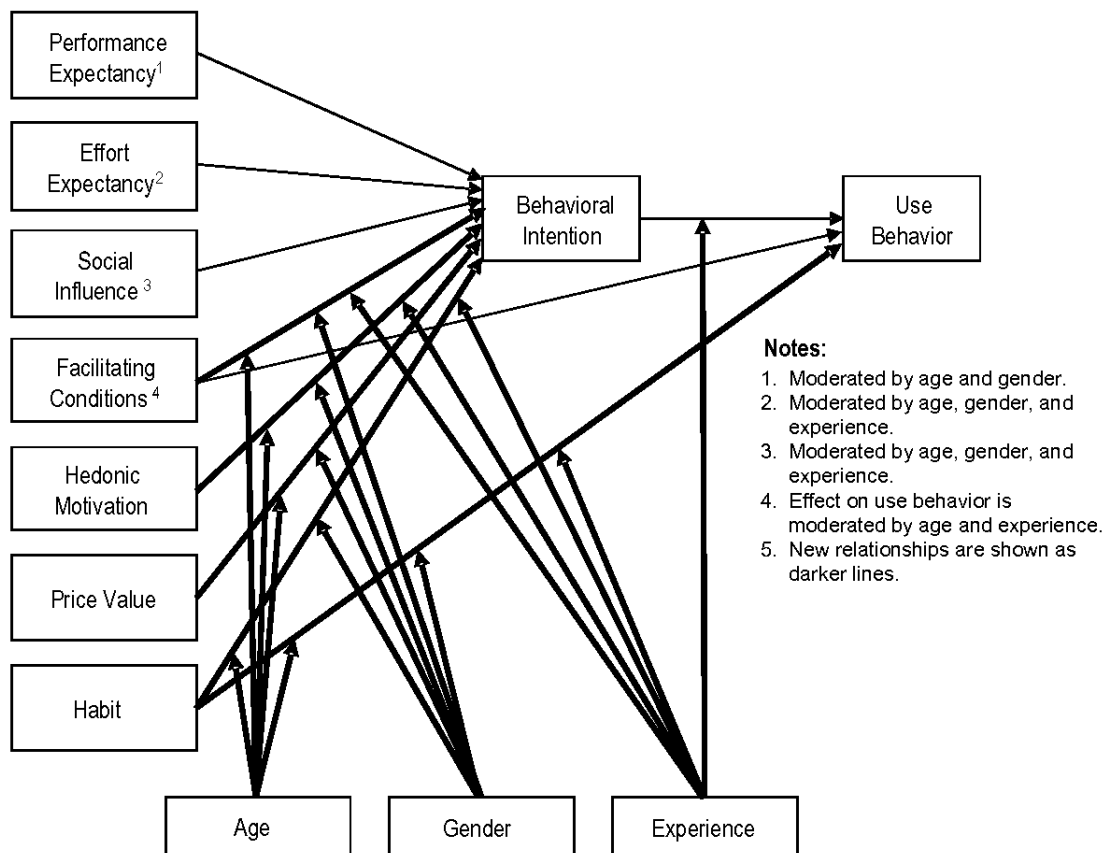 Performance
Expectancy1
Effort
Expectancy2
Social
Influence 3
Facilitating
Conditions 4
Hedonic
Motivation
Price Value
Habit
Behavioral
Intention
Use
Behavior
Notes:
1. Moderated by age and gender.
2. Moderated by age, gender, and
experience.
3. Moderated by age, gender, and
experience.
4. Effect on use behavior is
moderated by age and experience.
5. New relationships are shown as
darker lines.
Age
Gender
Experience